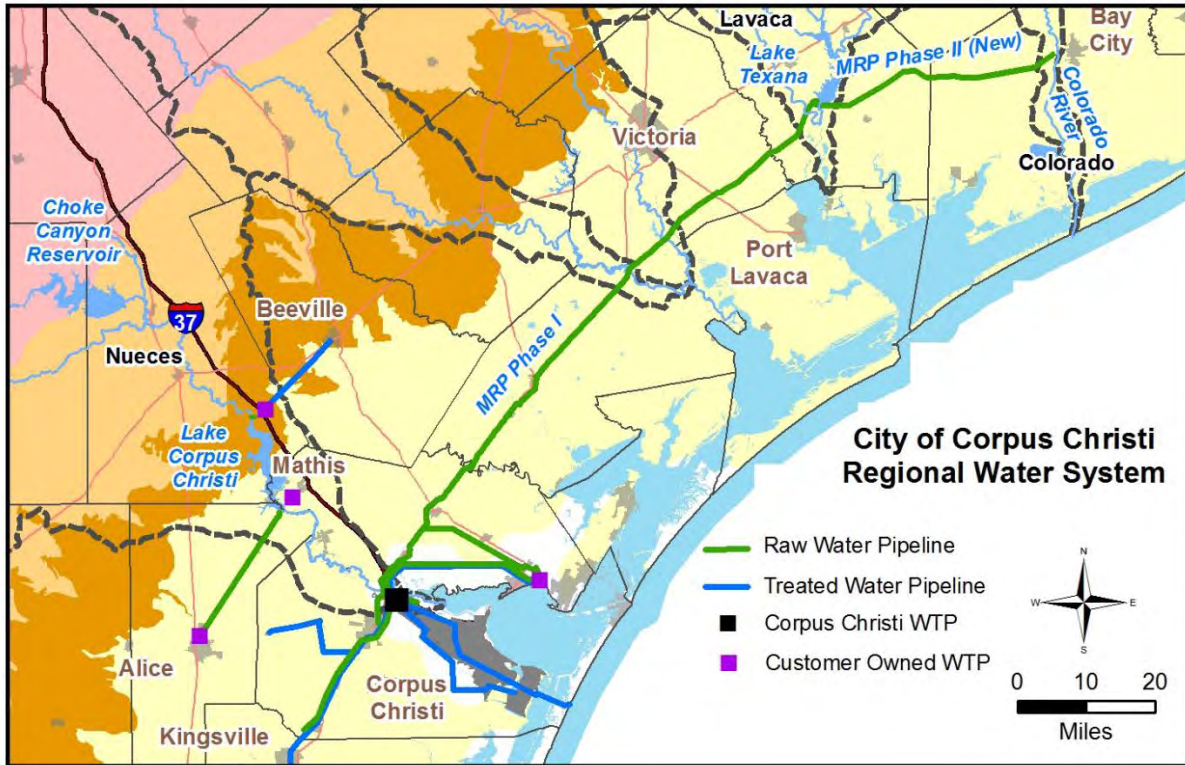 Lavaca
Bay
City
Lake
Texana
MRP Phase II (New)
Colorado
River
Colorado
Victoria
Choke
Canyon
Reservoir
37
Port
Lavaca
Beeville
Nueces
MRP Phase I
Lake
Corpus
Christi
Mathis
City of Corpus Christi
Regional Water System
Raw Water Pipeline
Treated Water Pipeline
Corpus Christi WTP
Customer Owned WTP
N
W
E
S
Alice
Corpus
Christi
Kingsville
0 10 20
Miles